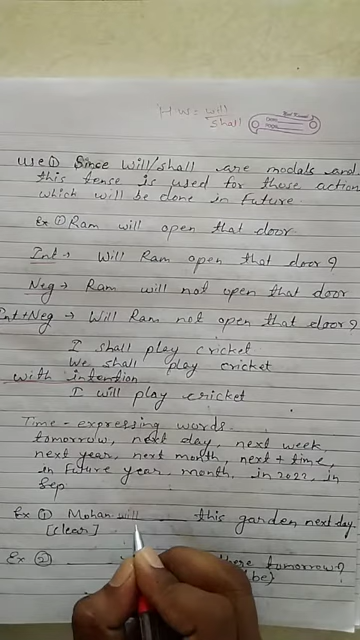 H W = will
shall
Use ① Since will/shall are modals and
this tense is used for those action
which will be done in future
Ex ① Ram will open that door
Int → Will Ram open that door ?
Neg → Ram will not open that door
Int+Neg → Will Ram not open that door ?
I shall play cricket
We shall play cricket
With intention
I will play cricket
Time - expressing words
tomorrow, next day, next week
next year, next month, next + time,
in future year, month, in 2022, in
Sep
Ex ① Mohan will ___ this garden next day
[clear]
Ex ② ___ there tomorrow ?
(be)